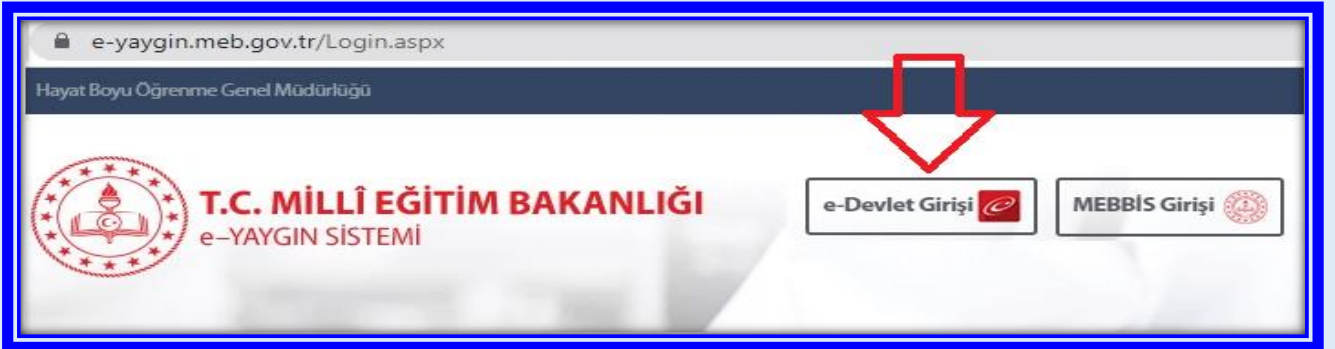 e-yaygin.meb.gov.tr/Login.aspx
Hayat Boyu Öğrenme Genel Müdürlüğü
T.C. MİLLÎ EĞİTİM BAKANLIĞI
e-YAYGIN SİSTEMİ
e-Devlet Girişi
MEBBİS Girişi